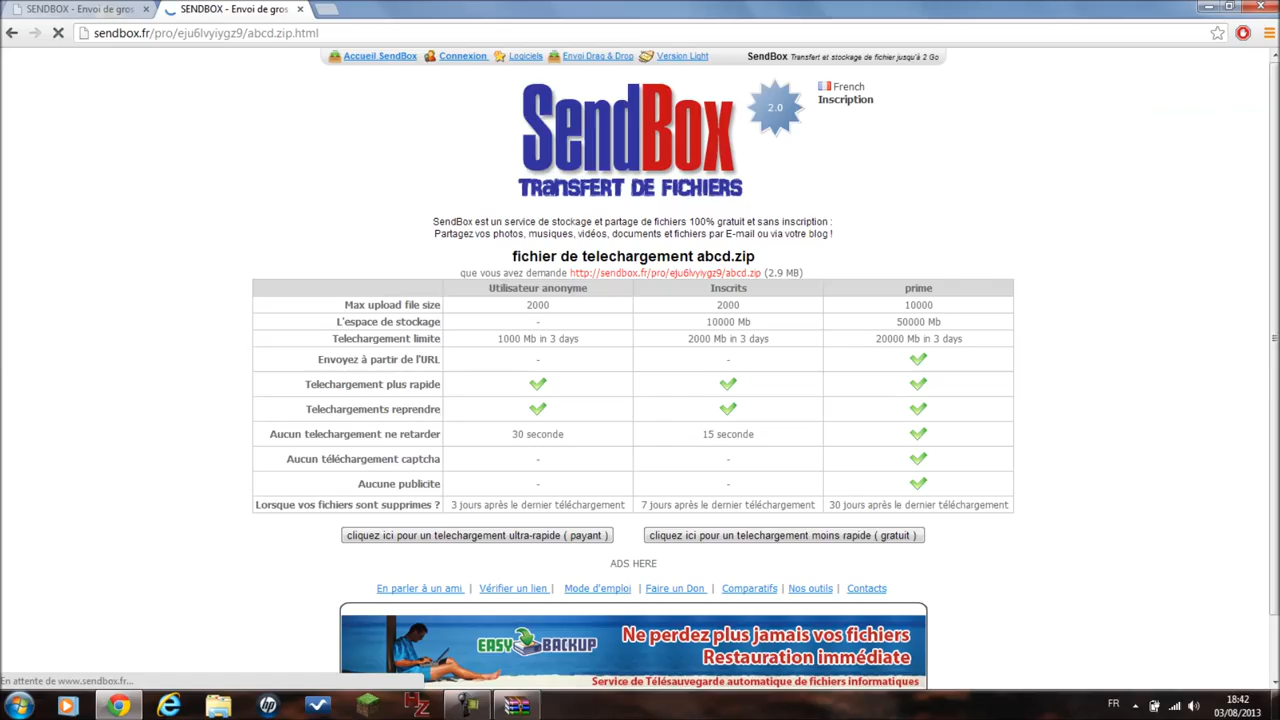 SENDBOX - Envoi de gros
SENDBOX - Envoi de gros
sendbox.fr/pro/eju6lvyiygz9/abcd.zip.html
Accueil SendBox Connexion Logiciels Envoi Drag & Drop Version Light SendBox Transfert et stockage de fichier jusqu'à 2 Go
SendBox
TRANSFERT DE FICHIERS
2.0
French
Inscription
SendBox est un service de stockage et partage de fichiers 100% gratuit et sans inscription :
Partagez vos photos, musiques, vidéos, documents et fichiers par E-mail ou via votre blog !
fichier de telechargement abcd.zip
que vous avez demande http://sendbox.fr/pro/eju6lvyiygz9/abcd.zip (2.9 MB)
Utilisateur anonyme Inscrits prime
Max upload file size 2000 2000 10000
L'espace de stockage - 10000 Mb 50000 Mb
Telechargement limite 1000 Mb in 3 days 2000 Mb in 3 days 20000 Mb in 3 days
Envoyez à partir de l'URL - -
Telechargement plus rapide
Telechargements reprendre
Aucun telechargement ne retarder 30 seconde 15 seconde
Aucun téléchargement captcha - -
Aucune publicite - -
Lorsque vos fichiers sont supprimes ? 3 jours après le dernier téléchargement 7 jours après le dernier téléchargement 30 jours après le dernier téléchargement
cliquez ici pour un telechargement ultra-rapide ( payant ) cliquez ici pour un telechargement moins rapide ( gratuit )
ADS HERE
En parler à un ami | Vérifier un lien | Mode d'emploi | Faire un Don | Comparatifs | Nos outils | Contacts
EASY BACKUP
Ne perdez plus jamais vos fichiers
Restauration immédiate
Service de Télésauvegarde automatique de fichiers informatiques
En attente de www.sendbox.fr...
hp
HZ
FR
18:42
03/08/2013